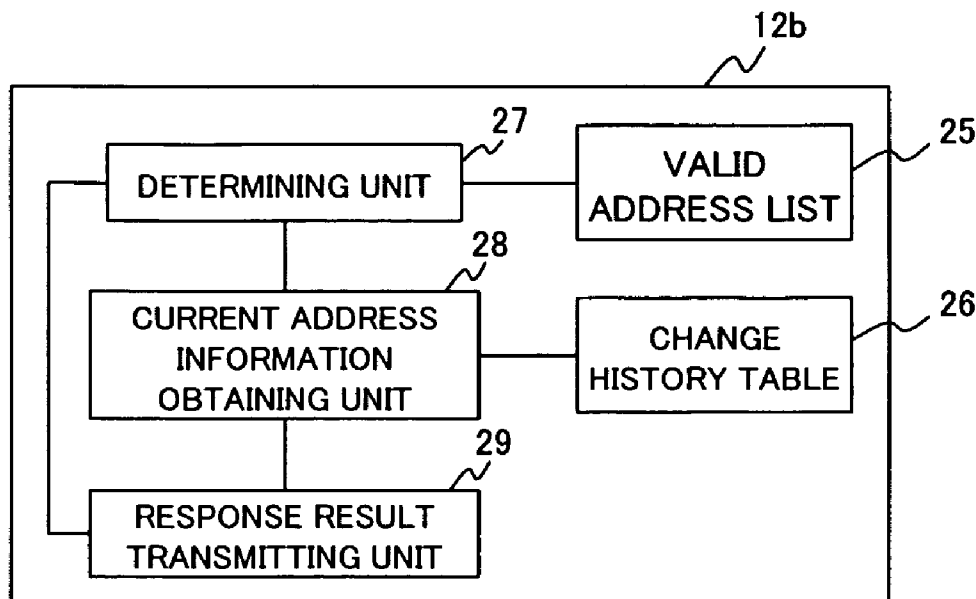 12b
27
DETERMINING UNIT
25
VALID
ADDRESS LIST
28
CURRENT ADDRESS
INFORMATION
OBTAINING UNIT
26
CHANGE
HISTORY TABLE
29
RESPONSE RESULT
TRANSMITTING UNIT